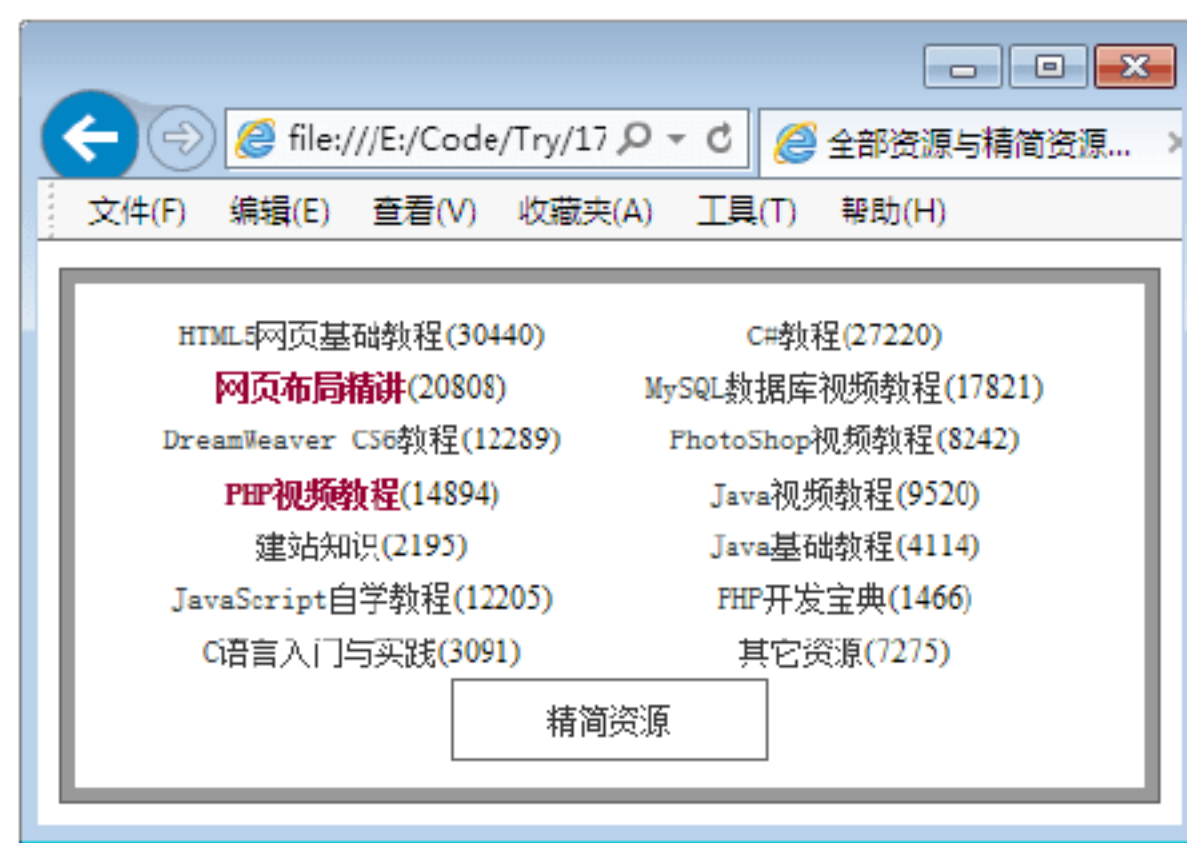 file:///E:/Code/Try/17 全部资源与精简资源...
文件(F) 编辑(E) 查看(V) 收藏夹(A) 工具(T) 帮助(H)
HTML5网页基础教程(30440) C#教程(27220)
网页布局精讲(20808) MySQL数据库视频教程(17821)
DreamWeaver CS6教程(12289) PhotoShop视频教程(8242)
PHP视频教程(14894) Java视频教程(9520)
建站知识(2195) Java基础教程(4114)
JavaScript自学教程(12205) PHP开发宝典(1466)
C语言入门与实践(3091) 其它资源(7275)
精简资源